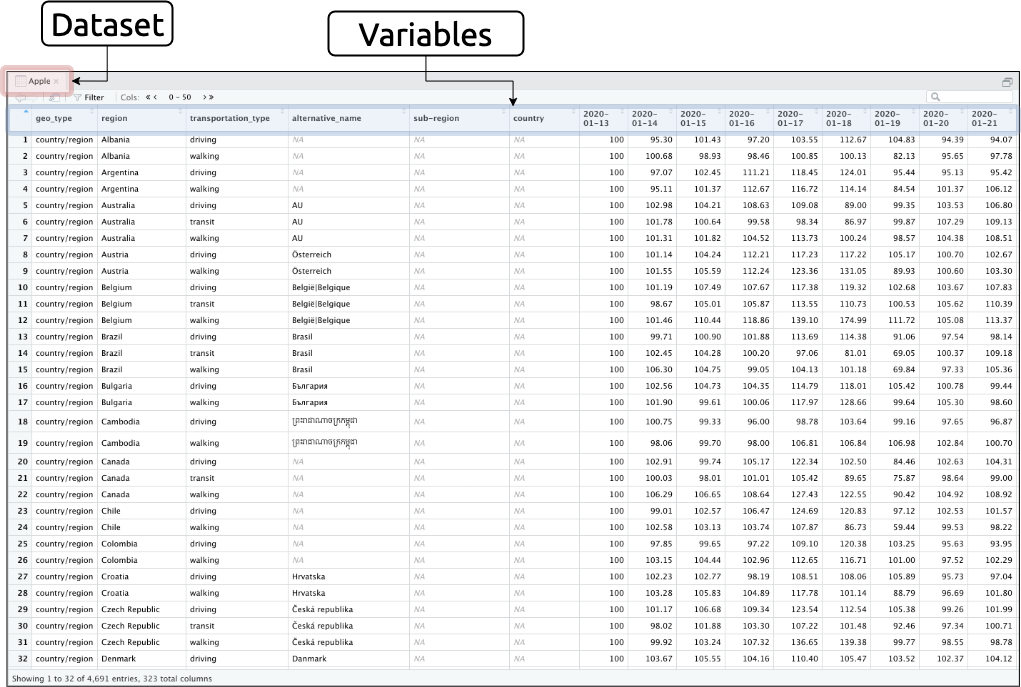 Dataset
Variables
Apple
Filter Cols: « < 0 - 50 > »
geo_type region transportation_type alternative_name sub-region country 2020-01-13 2020-01-14 2020-01-15 2020-01-16 2020-01-17 2020-01-18 2020-01-19 2020-01-20 2020-01-21
1 country/region Albania driving NA NA NA 100 95.30 101.43 97.20 103.55 112.67 104.83 94.39 94.07
2 country/region Albania walking NA NA NA 100 100.68 98.93 98.46 100.85 100.13 82.13 95.65 97.78
3 country/region Argentina driving NA NA NA 100 97.07 102.45 111.21 118.45 124.01 95.44 95.13 95.42
4 country/region Argentina walking NA NA NA 100 95.11 101.37 112.67 116.72 114.14 84.54 101.37 106.12
5 country/region Australia driving AU NA NA 100 102.98 104.21 108.63 109.08 89.00 99.35 103.53 106.80
6 country/region Australia transit AU NA NA 100 101.78 100.64 99.58 98.34 86.97 99.87 107.29 109.13
7 country/region Australia walking AU NA NA 100 101.31 101.82 104.52 113.73 100.24 98.57 104.38 108.51
8 country/region Austria driving Österreich NA NA 100 101.14 104.24 112.21 117.23 117.22 105.17 100.70 102.67
9 country/region Austria walking Österreich NA NA 100 101.55 105.59 112.24 123.36 131.05 89.93 100.60 103.30
10 country/region Belgium driving België|Belgique NA NA 100 101.19 107.49 107.67 117.38 119.32 102.68 103.67 107.83
11 country/region Belgium transit België|Belgique NA NA 100 98.67 105.01 105.87 113.55 110.73 100.53 105.62 110.39
12 country/region Belgium walking België|Belgique NA NA 100 101.46 110.44 118.86 139.10 174.99 111.72 105.08 113.37
13 country/region Brazil driving Brasil NA NA 100 99.71 100.90 101.88 113.69 114.38 91.06 97.54 98.14
14 country/region Brazil transit Brasil NA NA 100 102.45 104.28 100.20 97.06 81.01 69.05 100.37 109.18
15 country/region Brazil walking Brasil NA NA 100 106.30 104.75 99.05 104.13 101.18 69.84 97.33 105.36
16 country/region Bulgaria driving България NA NA 100 102.56 104.73 104.35 114.79 118.01 105.42 100.78 99.44
17 country/region Bulgaria walking България NA NA 100 101.90 99.61 100.06 117.97 128.66 99.64 105.30 98.60
18 country/region Cambodia driving ព្រះរាជាណាចក្រកម្ពុជា NA NA 100 100.75 99.33 96.00 98.78 103.64 99.16 97.65 96.87
19 country/region Cambodia walking ព្រះរាជាណាចក្រកម្ពុជា NA NA 100 98.06 99.70 98.00 106.81 106.84 106.98 102.84 100.70
20 country/region Canada driving NA NA NA 100 102.91 99.74 105.17 122.34 102.50 84.46 102.63 104.31
21 country/region Canada transit NA NA NA 100 100.03 98.01 101.01 105.42 89.65 75.87 98.64 99.00
22 country/region Canada walking NA NA NA 100 106.29 106.65 108.64 127.43 122.55 90.42 104.92 108.92
23 country/region Chile driving NA NA NA 100 99.01 102.57 106.47 124.69 120.83 97.12 102.53 101.57
24 country/region Chile walking NA NA NA 100 102.58 103.13 103.74 107.87 86.73 59.44 99.53 98.22
25 country/region Colombia driving NA NA NA 100 97.85 99.65 97.22 109.10 120.38 103.25 95.63 93.95
26 country/region Colombia walking NA NA NA 100 103.15 104.44 102.96 112.65 116.71 101.00 97.52 102.29
27 country/region Croatia driving Hrvatska NA NA 100 102.23 102.77 98.19 108.51 108.06 105.89 95.73 97.04
28 country/region Croatia walking Hrvatska NA NA 100 103.28 105.83 104.89 117.78 101.14 88.79 96.69 101.80
29 country/region Czech Republic driving Česká republika NA NA 100 101.17 106.68 109.34 123.54 112.54 105.38 99.26 101.99
30 country/region Czech Republic transit Česká republika NA NA 100 98.02 101.88 103.30 107.22 101.48 92.46 97.34 100.71
31 country/region Czech Republic walking Česká republika NA NA 100 99.92 103.24 107.32 136.65 139.38 99.77 98.55 98.78
32 country/region Denmark driving Danmark NA NA 100 103.67 105.55 104.16 110.40 105.47 103.52 102.37 104.12
Showing 1 to 32 of 4,691 entries, 323 total columns